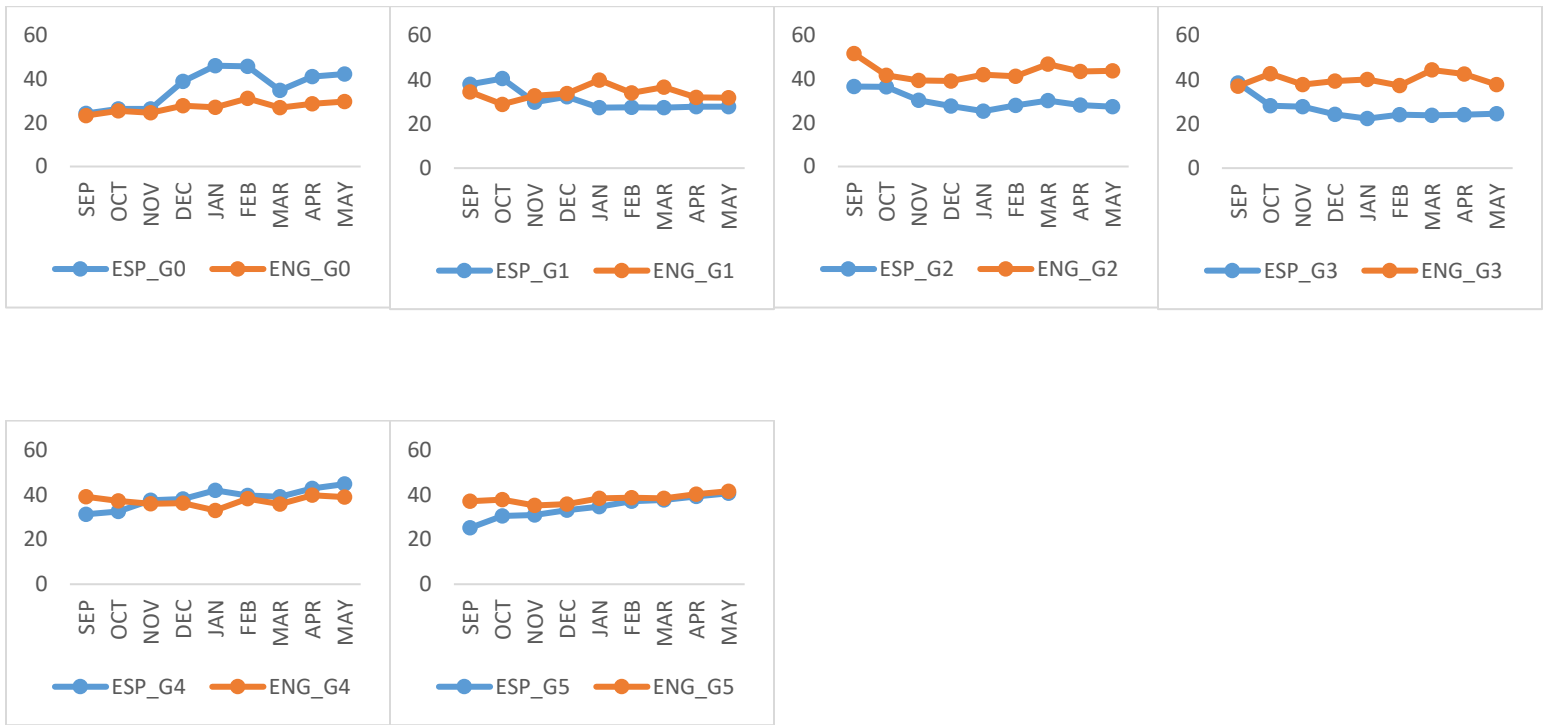 60
40
20
0
SEP OCT NOV DEC JAN FEB MAR APR MAY
ESP_G0 ENG_G0
60
40
20
0
SEP OCT NOV DEC JAN FEB MAR APR MAY
ESP_G1 ENG_G1
60
40
20
0
SEP OCT NOV DEC JAN FEB MAR APR MAY
ESP_G2 ENG_G2
60
40
20
0
SEP OCT NOV DEC JAN FEB MAR APR MAY
ESP_G3 ENG_G3
60
40
20
0
SEP OCT NOV DEC JAN FEB MAR APR MAY
ESP_G4 ENG_G4
60
40
20
0
SEP OCT NOV DEC JAN FEB MAR APR MAY
ESP_G5 ENG_G5